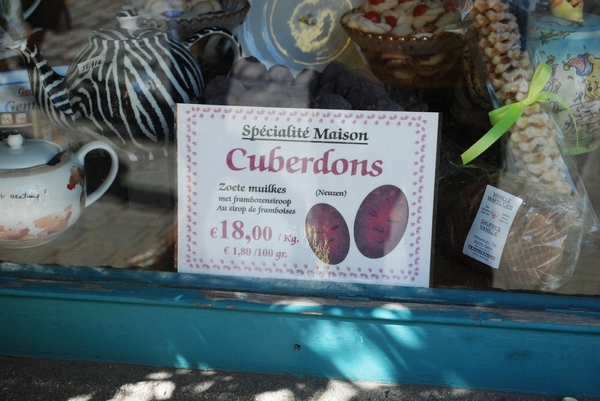 Spécialité Maison
Cuberdons
Zoete muilkes
(Neuzen)
met frambozensiroop
Au sirop de framboises
€18,00 / Kg.
€ 1,80 /100 gr.